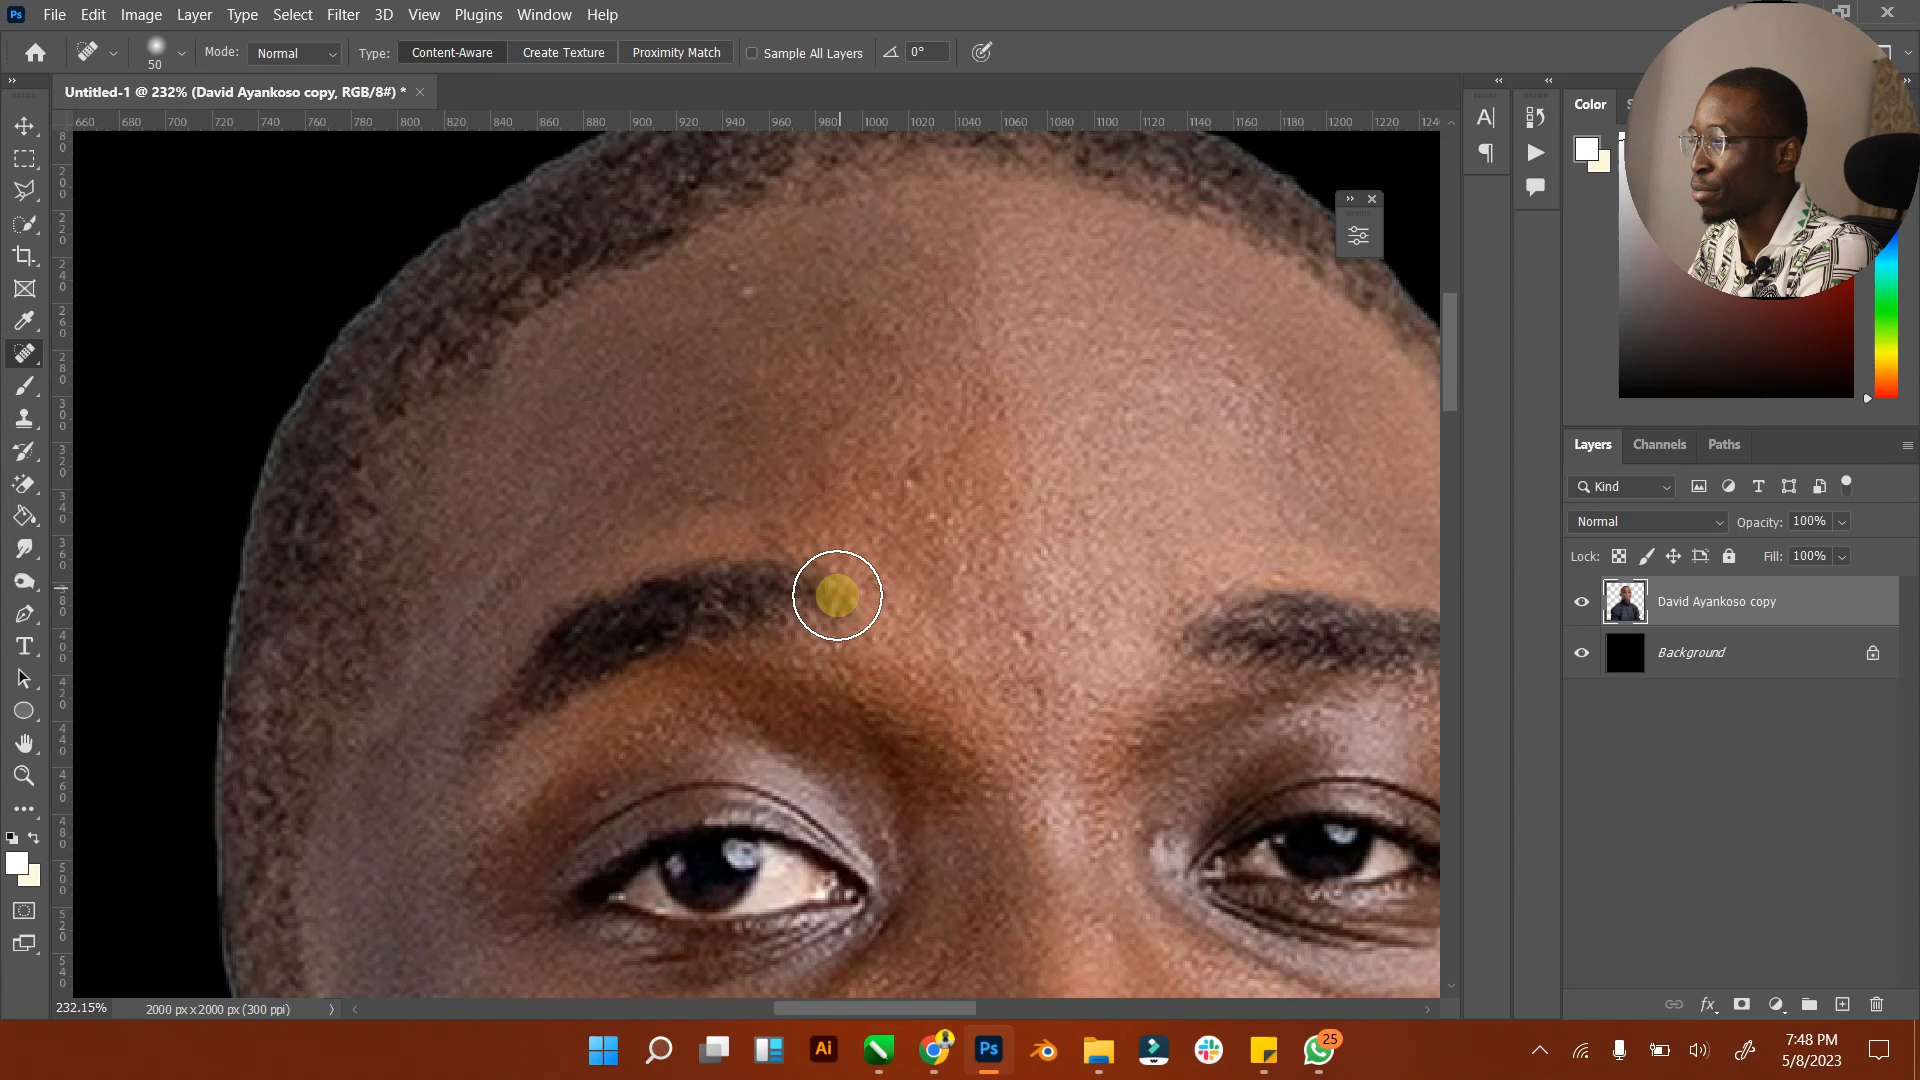 Ps File Edit Image Layer Type Select Filter 3D View Plugins Window Help
50 Mode: Normal Type: Content-Aware Create Texture Proximity Match Sample All Layers 0°
Untitled-1 @ 232% (David Ayankoso copy, RGB/8#) *
660 680 700 720 740 760 780 800 820 840 860 880 900 920 940 960 980 1000 1020 1040 1060 1080 1100 1120 1140 1160 1180 1200 1220
Color
Layers Channels Paths
Kind
Normal Opacity: 100%
Lock: Fill: 100%
David Ayankoso copy
Background
232.15% 2000 px x 2000 px (300 ppi)
Ai Ps 25
7:48 PM
5/8/2023